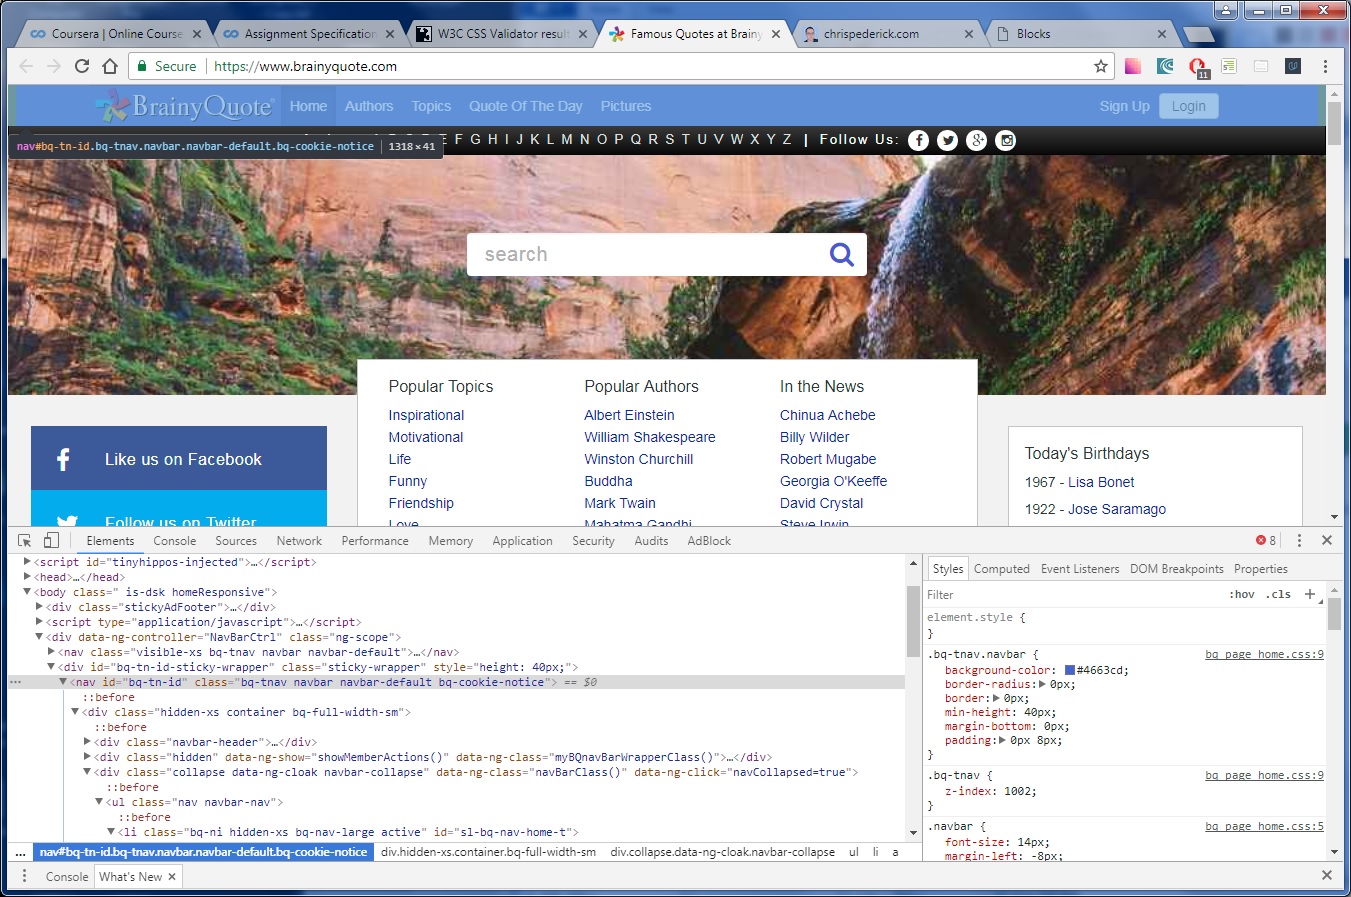 Coursera | Online Course
Assignment Specification
W3C CSS Validator result
Famous Quotes at Brainy
chrispederick.com
Blocks
Secure
https://www.brainyquote.com
11
BrainyQuote
Home
Authors
Topics
Quote Of The Day
Pictures
Sign Up
Login
E F G H I J K L M N O P Q R S T U V W X Y Z | Follow Us:
nav#bq-tn-id.bq-tnav.navbar.navbar-default.bq-cookie-notice | 1318 × 41
search
Popular Topics
Inspirational
Motivational
Life
Funny
Friendship
Love
Popular Authors
Albert Einstein
William Shakespeare
Winston Churchill
Buddha
Mark Twain
Mahatma Gandhi
In the News
Chinua Achebe
Billy Wilder
Robert Mugabe
Georgia O'Keeffe
David Crystal
Steve Irwin
Like us on Facebook
Follow us on Twitter
Today's Birthdays
1967 - Lisa Bonet
1922 - Jose Saramago
Elements
Console
Sources
Network
Performance
Memory
Application
Security
Audits
AdBlock
8
<script id="tinyhippos-injected">…</script>
<head>…</head>
<body class=" is-dsk homeResponsive">
<div class="stickyAdFooter">…</div>
<script type="application/javascript">…</script>
<div data-ng-controller="NavBarCtrl" class="ng-scope">
<nav class="visible-xs bq-tnav navbar navbar-default">…</nav>
<div id="bq-tn-id-sticky-wrapper" class="sticky-wrapper" style="height: 40px;">
<nav id="bq-tn-id" class="bq-tnav navbar navbar-default bq-cookie-notice"> == $0
::before
<div class="hidden-xs container bq-full-width-sm">
::before
<div class="navbar-header">…</div>
<div class="hidden" data-ng-show="showMemberActions()" data-ng-class="myBQnavBarWrapperClass()">…</div>
<div class="collapse data-ng-cloak navbar-collapse" data-ng-class="navBarClass()" data-ng-click="navCollapsed=true">
::before
<ul class="nav navbar-nav">
::before
<li class="bq-ni hidden-xs bq-nav-large active" id="sl-bq-nav-home-t">
... nav#bq-tn-id.bq-tnav.navbar.navbar-default.bq-cookie-notice div.hidden-xs.container.bq-full-width-sm div.collapse.data-ng-cloak.navbar-collapse ul li a
Styles
Computed
Event Listeners
DOM Breakpoints
Properties
Filter
:hov .cls +
element.style {
}
.bq-tnav.navbar { bq_page_home.css:9
background-color: #4663cd;
border-radius: 0px;
border: 0px;
min-height: 40px;
margin-bottom: 0px;
padding: 0px 8px;
}
.bq-tnav { bq_page_home.css:9
z-index: 1002;
}
.navbar { bq_page_home.css:5
font-size: 14px;
margin-left: -8px;
Console
What's New